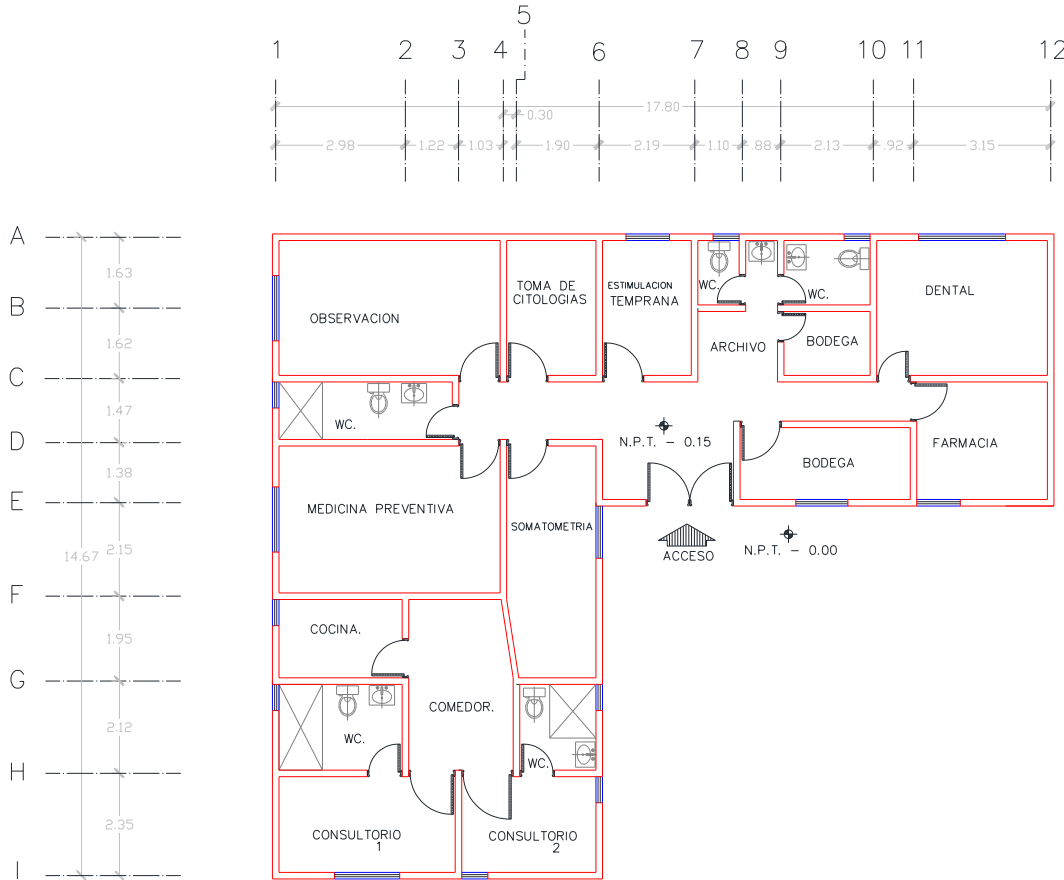 5
1 2 3 4 6 7 8 9 10 11 12
17.80
0.30
2.98 1.22 1.03 1.90 2.19 1.10 .88 2.13 .92 3.15
A
1.63
B
1.62
C
1.47
D
1.38
E
14.67 2.15
F
1.95
G
2.12
H
2.35
I
OBSERVACION
TOMA DE
CITOLOGIAS
ESTIMULACION
TEMPRANA
WC.
WC.
ARCHIVO
BODEGA
DENTAL
WC.
N.P.T. - 0.15
BODEGA
FARMACIA
MEDICINA PREVENTIVA
SOMATOMETRIA
ACCESO
N.P.T. - 0.00
COCINA.
COMEDOR.
WC.
WC.
CONSULTORIO
1
CONSULTORIO
2